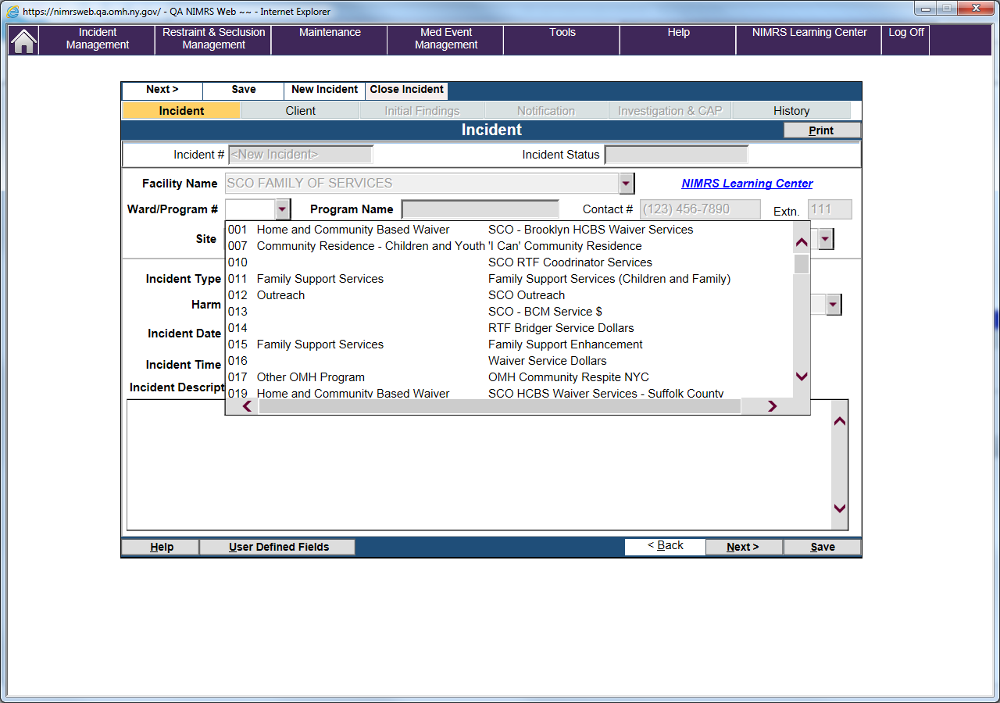 https://nimrsweb.qa.omh.ny.gov/ - QA NIMRS Web ~~ - Internet Explorer
Incident Management
Restraint & Seclusion Management
Maintenance
Med Event Management
Tools
Help
NIMRS Learning Center
Log Off
Next > Save New Incident Close Incident
Incident Client Initial Findings Notification Investigation & CAP History
Incident Print
Incident # <New Incident> Incident Status
Facility Name SCO FAMILY OF SERVICES NIMRS Learning Center
Ward/Program # Program Name Contact # (123) 456-7890 Extn. 111
Site
Incident Type
Harm
Incident Date
Incident Time
Incident Descript
001 Home and Community Based Waiver SCO - Brooklyn HCBS Waiver Services
007 Community Residence - Children and Youth 'I Can' Community Residence
010 SCO RTF Coodrinator Services
011 Family Support Services Family Support Services (Children and Family)
012 Outreach SCO Outreach
013 SCO - BCM Service $
014 RTF Bridger Service Dollars
015 Family Support Services Family Support Enhancement
016 Waiver Service Dollars
017 Other OMH Program OMH Community Respite NYC
019 Home and Community Based Waiver SCO HCBS Waiver Services - Suffolk County
Help User Defined Fields < Back Next > Save